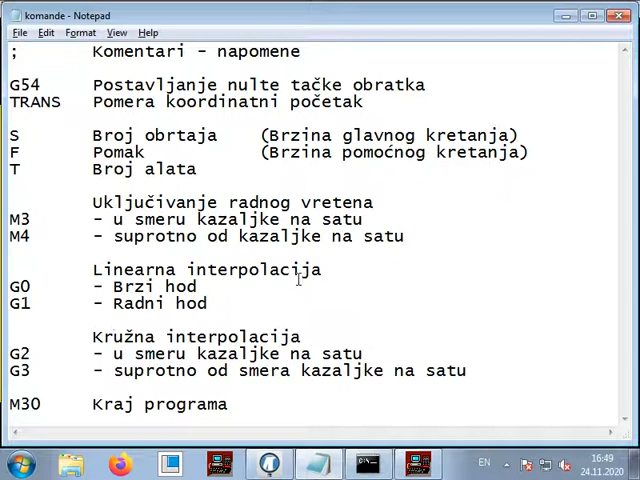 komande - Notepad
File Edit Format View Help
; Komentari - napomene
G54 Postavljanje nulte tačke obratka
TRANS Pomera koordinatni početak
S Broj obrtaja (Brzina glavnog kretanja)
F Pomak (Brzina pomoćnog kretanja)
T Broj alata
Uključivanje radnog vretena
M3 - u smeru kazaljke na satu
M4 - suprotno od kazaljke na satu
Linearna interpolacija
G0 - Brzi hod
G1 - Radni hod
Kružna interpolacija
G2 - u smeru kazaljke na satu
G3 - suprotno od smera kazaljke na satu
M30 Kraj programa
C:\
EN
16:49
24.11.2020